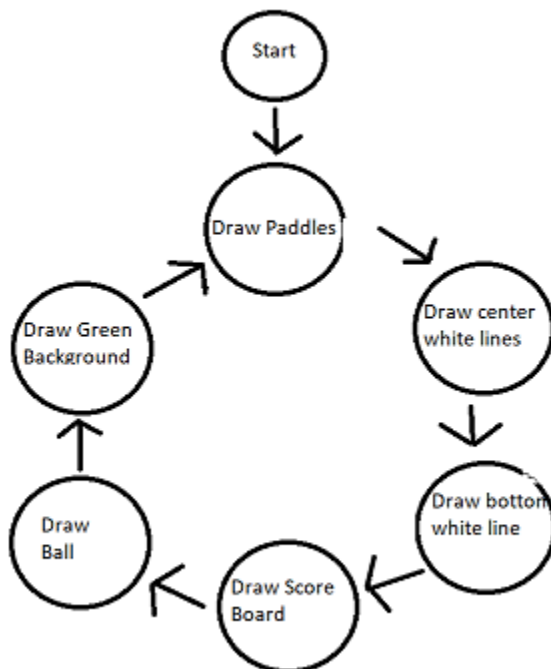 Start
Draw Paddles
Draw center
white lines
Draw bottom
white line
Draw Score
Board
Draw
Ball
Draw Green
Background